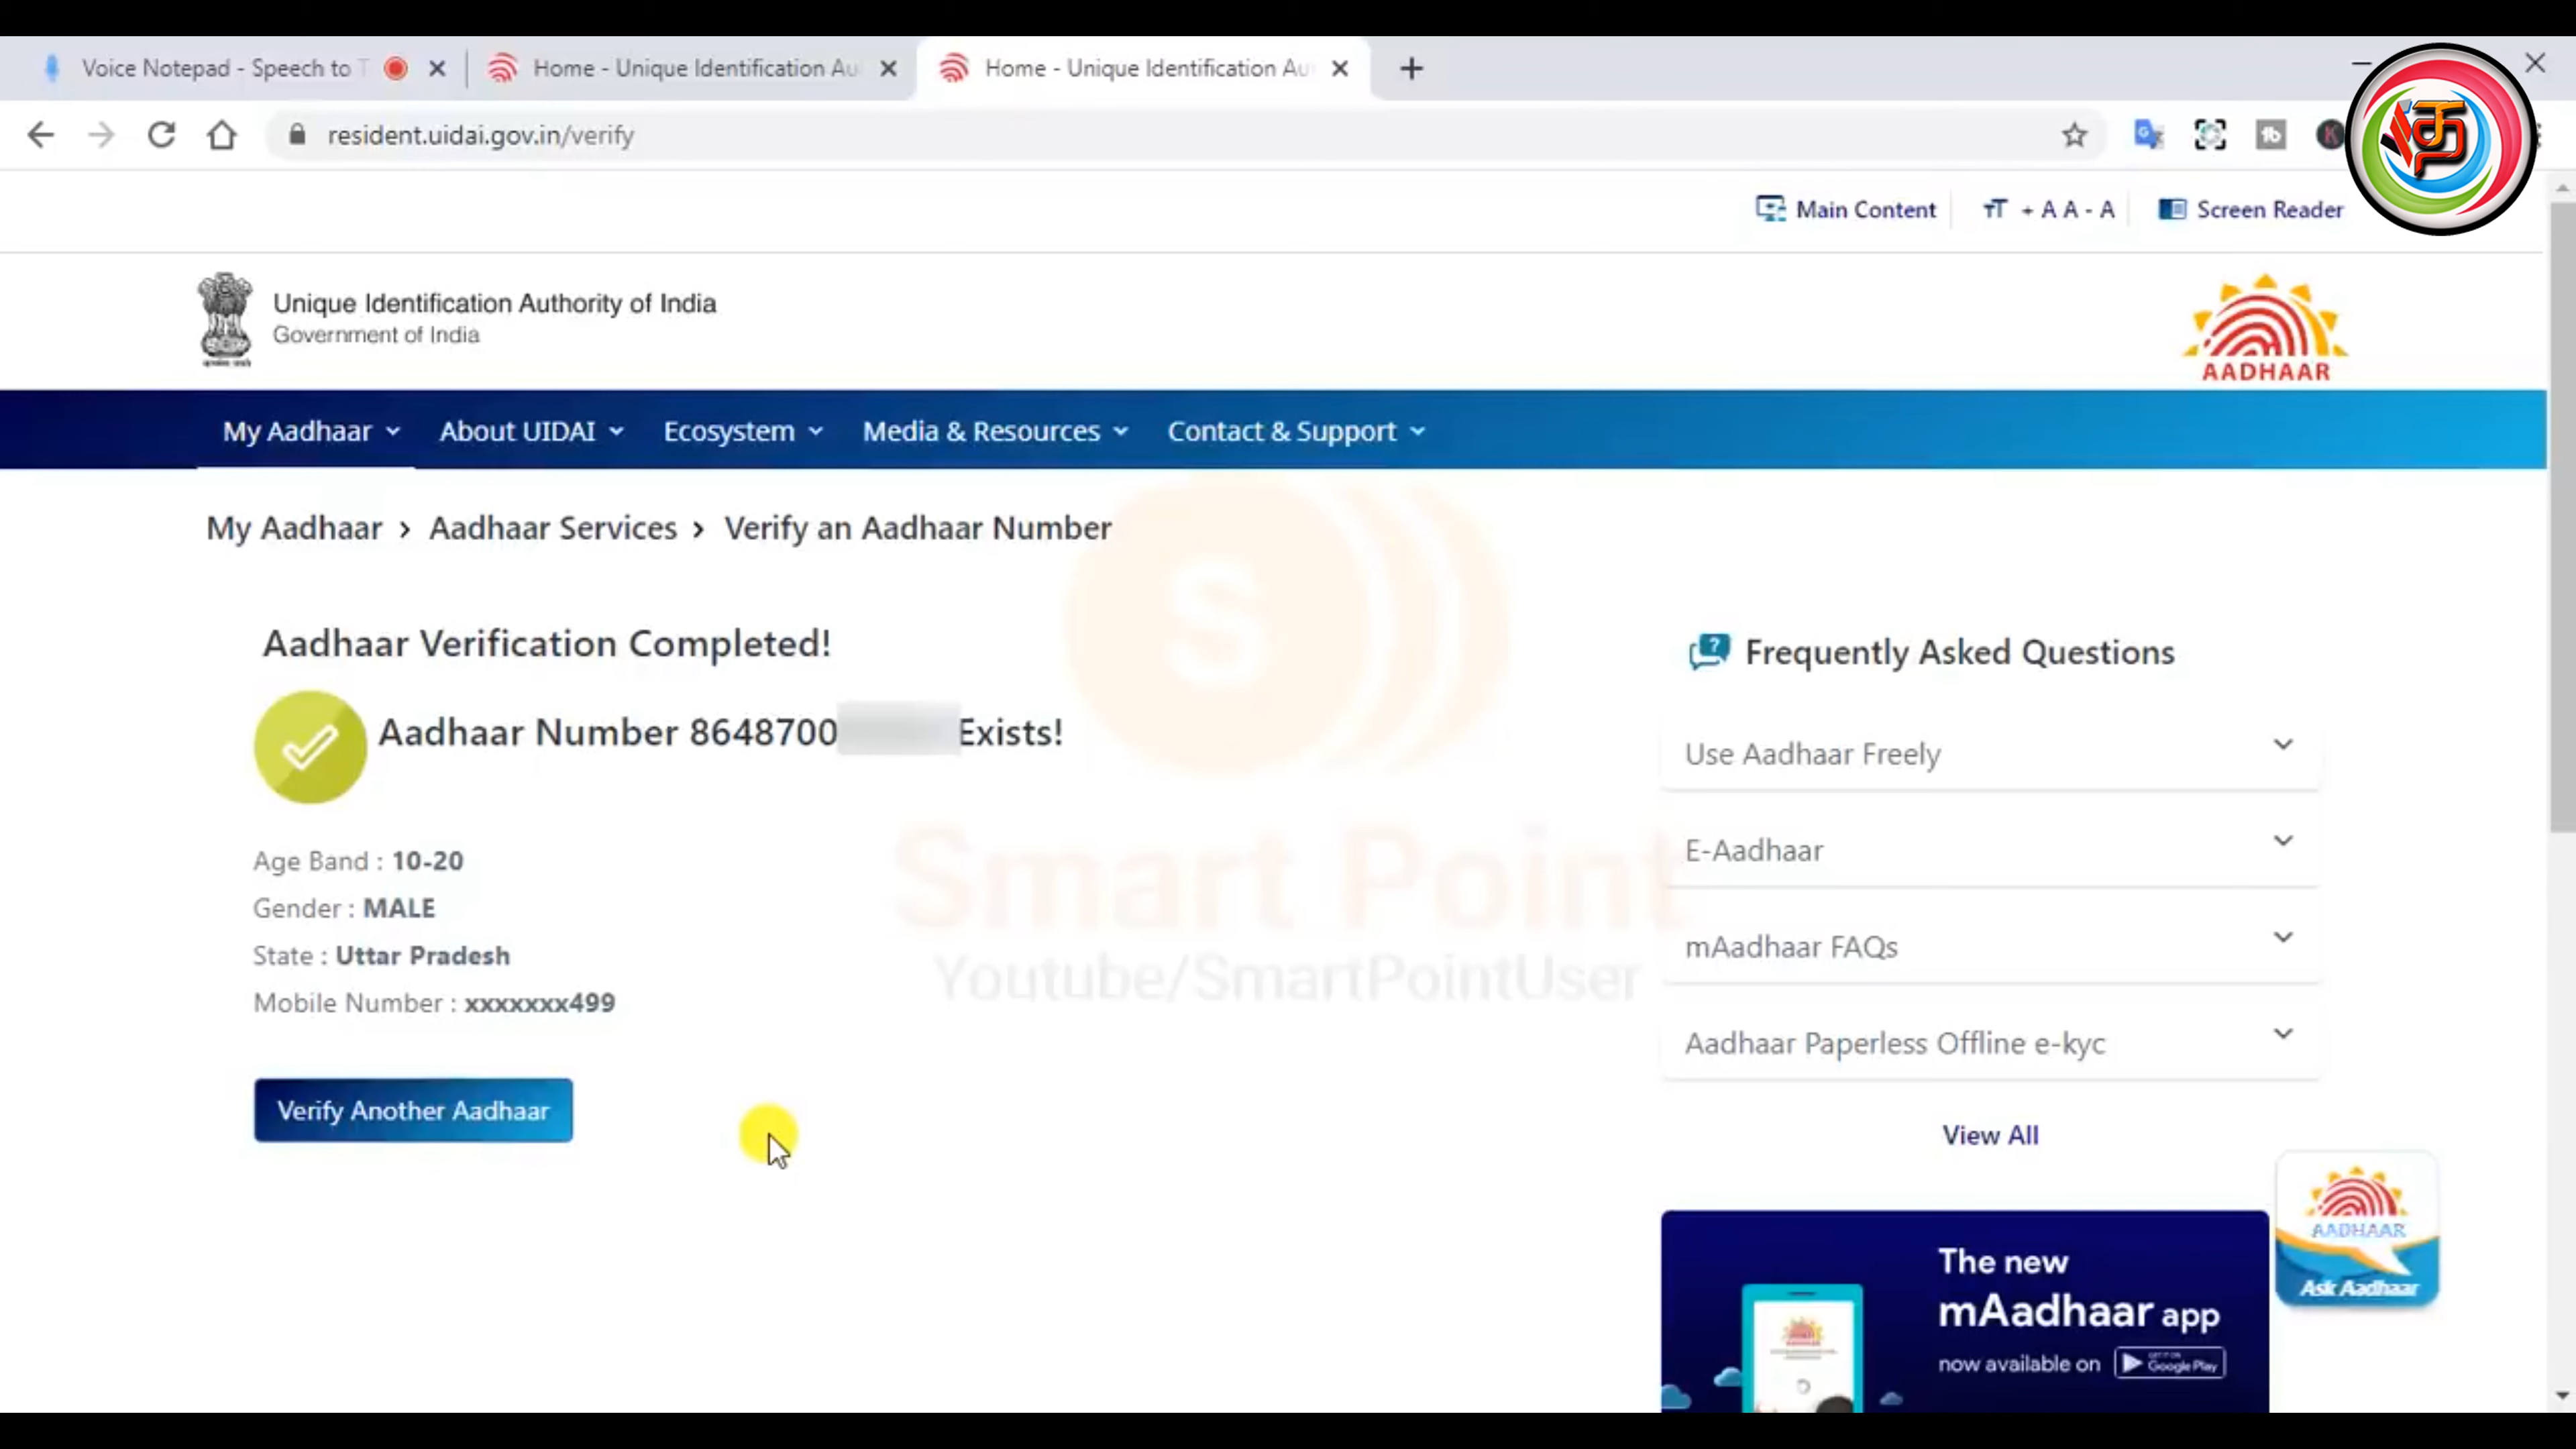 Voice Notepad - Speech to T
Home - Unique Identification Au
Home - Unique Identification Au
resident.uidai.gov.in/verify
Main Content
+ A A - A
Screen Reader
Unique Identification Authority of India
Government of India
AADHAAR
My Aadhaar
About UIDAI
Ecosystem
Media & Resources
Contact & Support
My Aadhaar > Aadhaar Services > Verify an Aadhaar Number
Aadhaar Verification Completed!
Aadhaar Number 8648700 Exists!
Age Band : 10-20
Gender : MALE
State : Uttar Pradesh
Mobile Number : xxxxxxx499
Verify Another Aadhaar
S
Smart Point
Youtube/SmartPointUser
Frequently Asked Questions
Use Aadhaar Freely
E-Aadhaar
mAadhaar FAQs
Aadhaar Paperless Offline e-kyc
View All
The new
mAadhaar app
now available on
GET IT ON
Google Play
AADHAAR
Ask Aadhaar